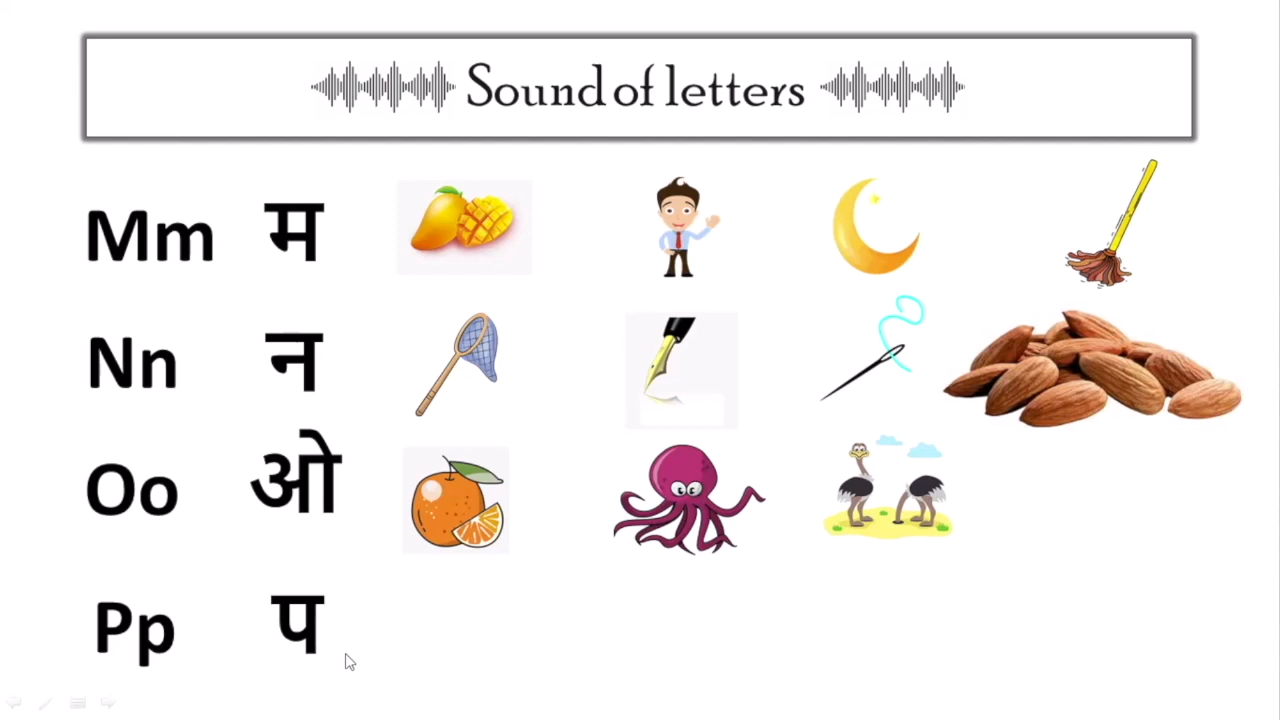 Sound of letters
Mm म
Nn न
Oo ओ
Pp प